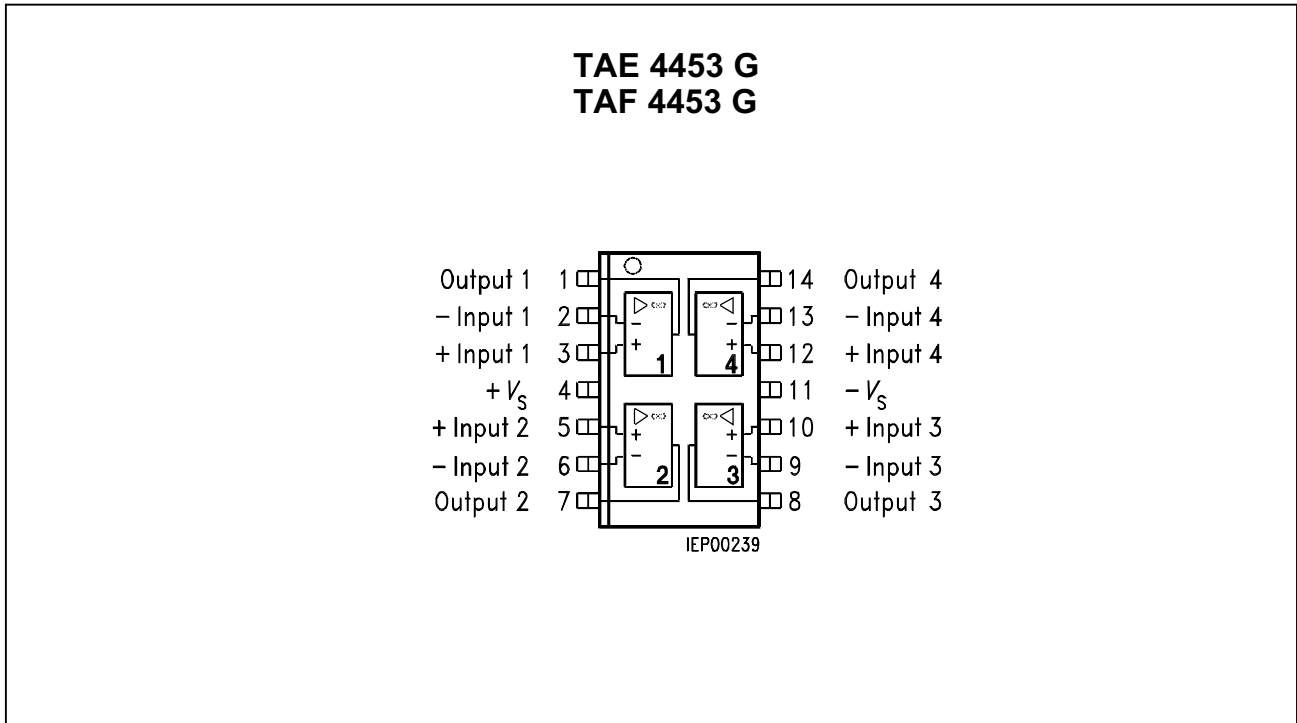 TAE 4453 G
TAF 4453 G
Output 1 1 14 Output 4
− Input 1 2 13 − Input 4
+ Input 1 3 12 + Input 4
+ VS 4 11 − VS
+ Input 2 5 10 + Input 3
− Input 2 6 9 − Input 3
Output 2 7 8 Output 3
− −
+ 1 + 4
+ +
− 2 − 3
IEP00239